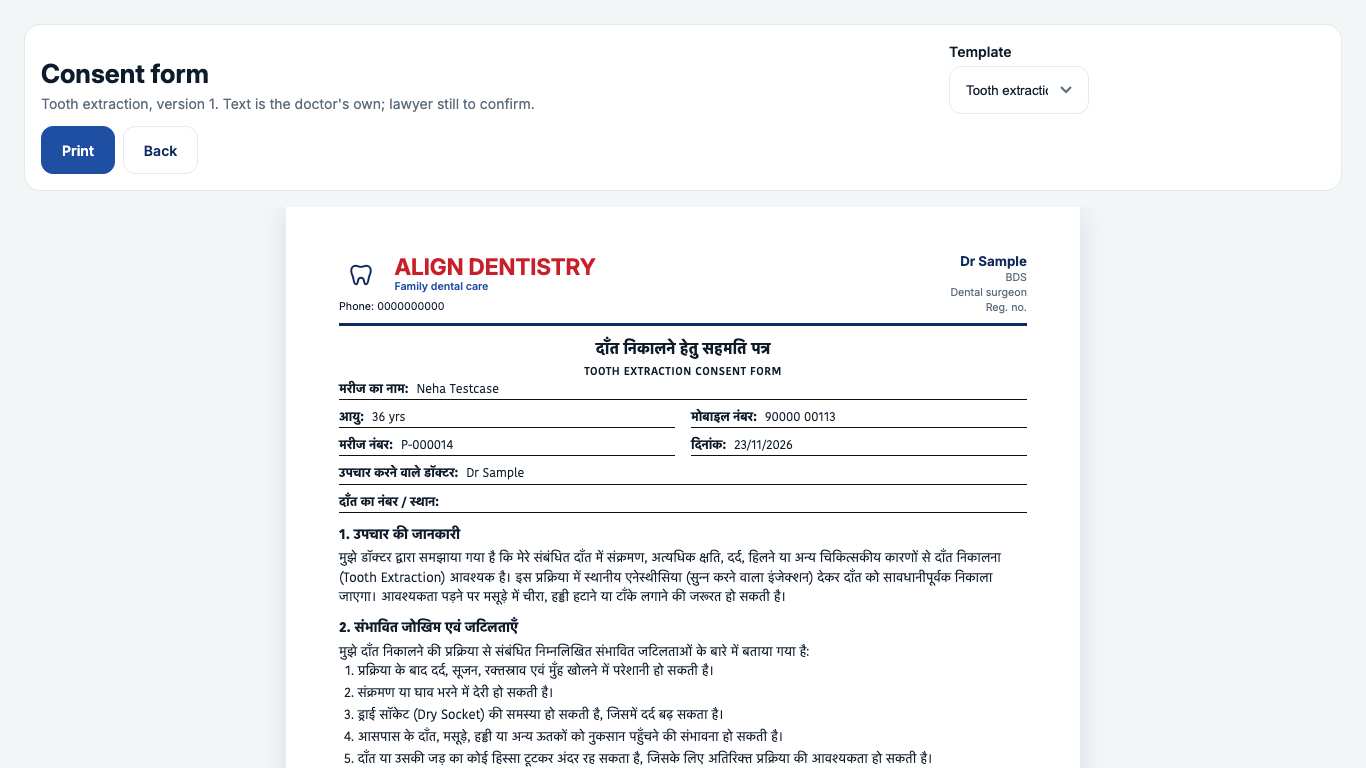 Consent form
Tooth extraction, version 1. Text is the doctor's own; lawyer still to confirm.
Print
Back
Template
Tooth extractic
ALIGN DENTISTRY
Family dental care
Phone: 0000000000
Dr Sample
BDS
Dental surgeon
Reg. no.
दाँत निकालने हेतु सहमति पत्र
TOOTH EXTRACTION CONSENT FORM
मरीज का नाम: Neha Testcase
आयु: 36 yrs
मोबाइल नंबर: 90000 00113
मरीज नंबर: P-000014
दिनांक: 23/11/2026
उपचार करने वाले डॉक्टर: Dr Sample
दाँत का नंबर / स्थान:
1. उपचार की जानकारी
मुझे डॉक्टर द्वारा समझाया गया है कि मेरे संबंधित दाँत में संक्रमण, अत्यधिक क्षति, दर्द, हिलने या अन्य चिकित्सकीय कारणों से दाँत निकालना
(Tooth Extraction) आवश्यक है। इस प्रक्रिया में स्थानीय एनेस्थीसिया (सुन्न करने वाला इंजेक्शन) देकर दाँत को सावधानीपूर्वक निकाला
जाएगा। आवश्यकता पड़ने पर मसूड़े में चीरा, हड्डी हटाने या टाँके लगाने की जरूरत हो सकती है।
2. संभावित जोखिम एवं जटिलताएँ
मुझे दाँत निकालने की प्रक्रिया से संबंधित निम्नलिखित संभावित जटिलताओं के बारे में बताया गया है:
1. प्रक्रिया के बाद दर्द, सूजन, रक्तस्राव एवं मुँह खोलने में परेशानी हो सकती है।
2. संक्रमण या घाव भरने में देरी हो सकती है।
3. ड्राई सॉकेट (Dry Socket) की समस्या हो सकती है, जिसमें दर्द बढ़ सकता है।
4. आसपास के दाँत, मसूड़े, हड्डी या अन्य ऊतकों को नुकसान पहुँचने की संभावना हो सकती है।
5. दाँत या उसकी जड़ का कोई हिस्सा टूटकर अंदर रह सकता है, जिसके लिए अतिरिक्त प्रक्रिया की आवश्यकता हो सकती है।